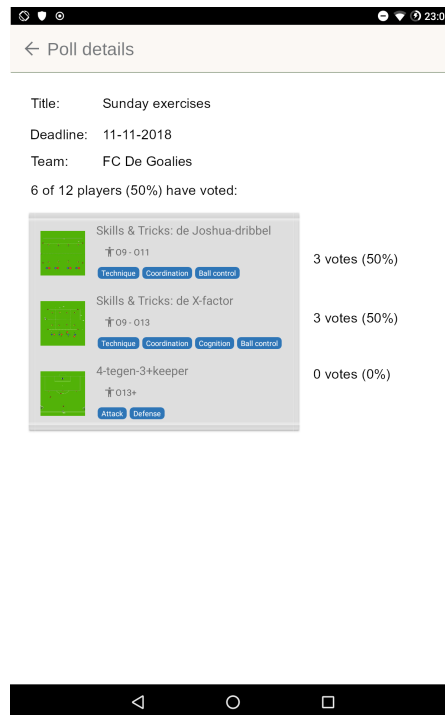 23:0
Poll details
Title: Sunday exercises
Deadline: 11-11-2018
Team: FC De Goalies
6 of 12 players (50%) have voted:
Skills & Tricks: de Joshua-dribbel
O9 - O11
Technique Coordination Ball control
3 votes (50%)
Skills & Tricks: de X-factor
O9 - O13
Technique Coordination Cognition Ball control
3 votes (50%)
4-tegen-3+keeper
O13+
Attack Defense
0 votes (0%)